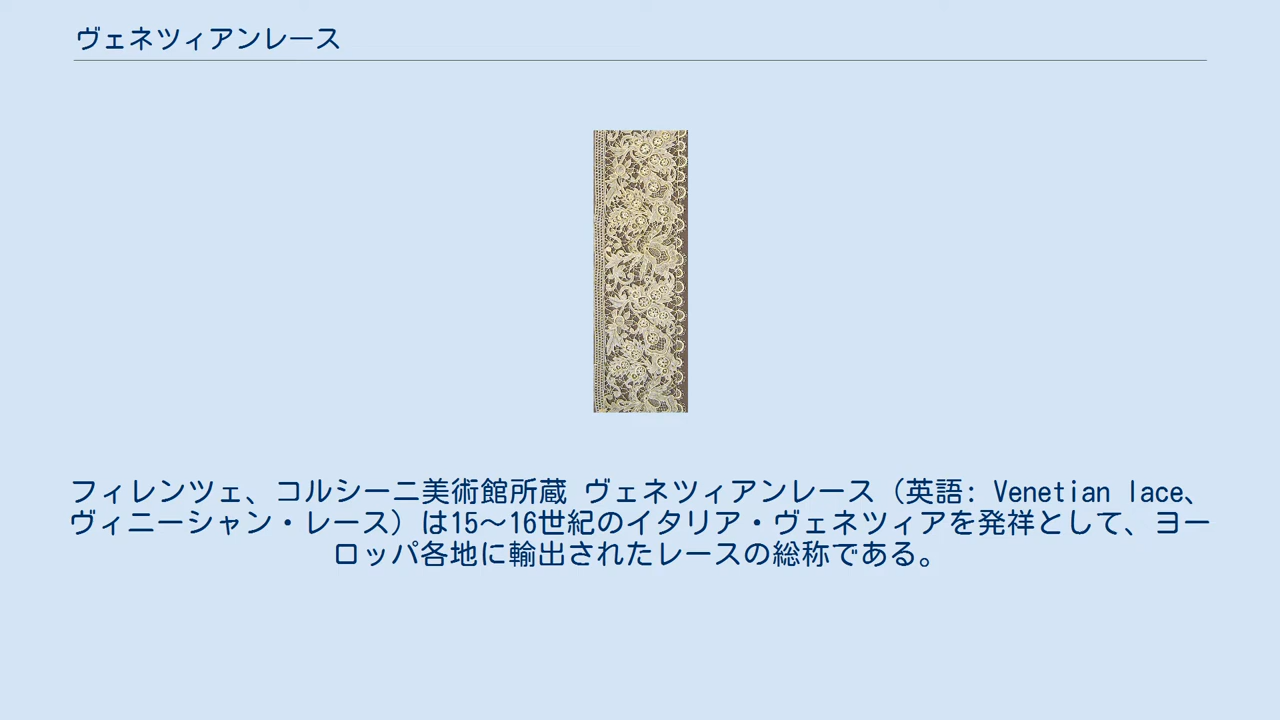 ヴェネツィアンレース
フィレンツェ、コルシーニ美術館所蔵 ヴェネツィアンレース（英語: Venetian lace、
ヴィニーシャン・レース）は15〜16世紀のイタリア・ヴェネツィアを発祥として、ヨー
ロッパ各地に輸出されたレースの総称である。